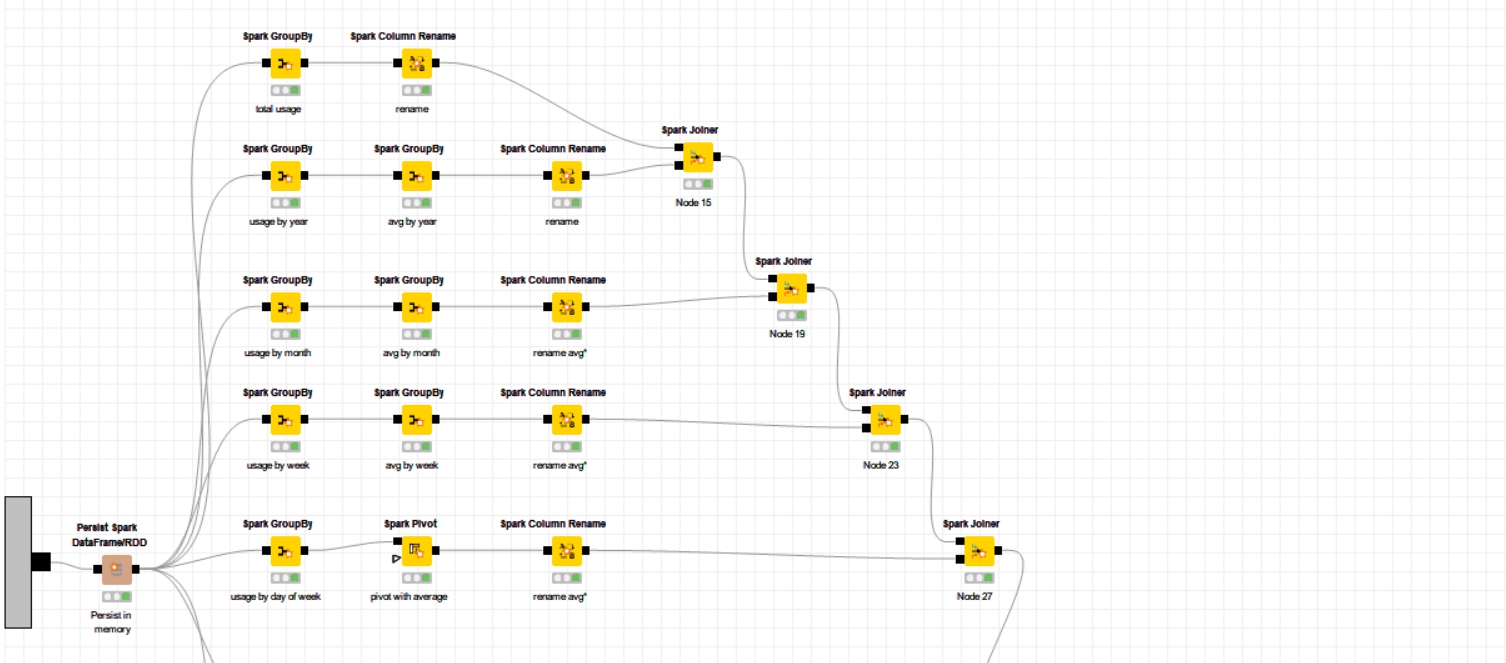 Spark GroupBy
Spark Column Rename
total usage
rename
Spark Joiner
Spark GroupBy
Spark GroupBy
Spark Column Rename
Node 15
usage by year
avg by year
rename
Spark Joiner
Spark GroupBy
Spark GroupBy
Spark Column Rename
Node 19
usage by month
avg by month
rename avg*
Spark GroupBy
Spark GroupBy
Spark Column Rename
Spark Joiner
usage by week
avg by week
rename avg*
Node 23
Persist Spark
DataFrame/RDD
Spark GroupBy
Spark Pivot
Spark Column Rename
Spark Joiner
usage by day of week
pivot with average
rename avg*
Node 27
Persist in
memory